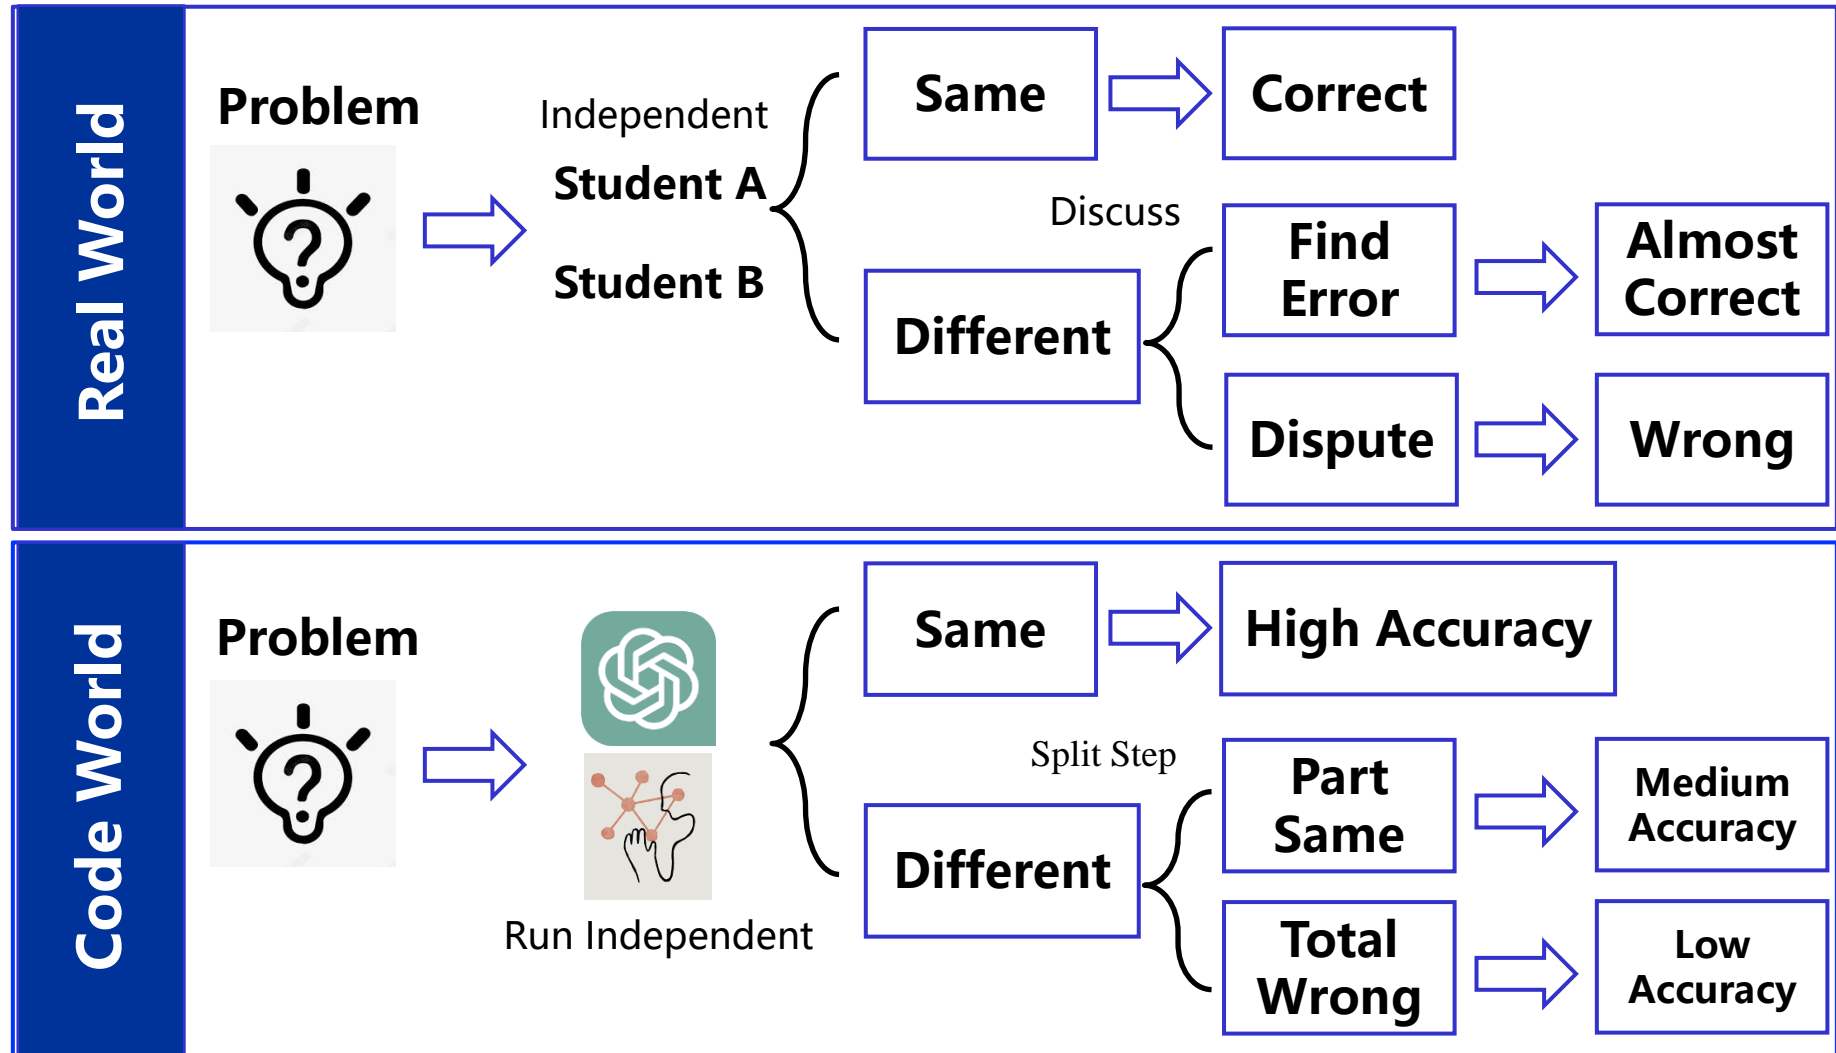 Real World
Problem
?
Independent
Student A
Student B
Same
Correct
Discuss
Different
Find
Error
Almost
Correct
Dispute
Wrong
Code World
Problem
?
Run Independent
Same
High Accuracy
Split Step
Different
Part
Same
Medium
Accuracy
Total
Wrong
Low
Accuracy